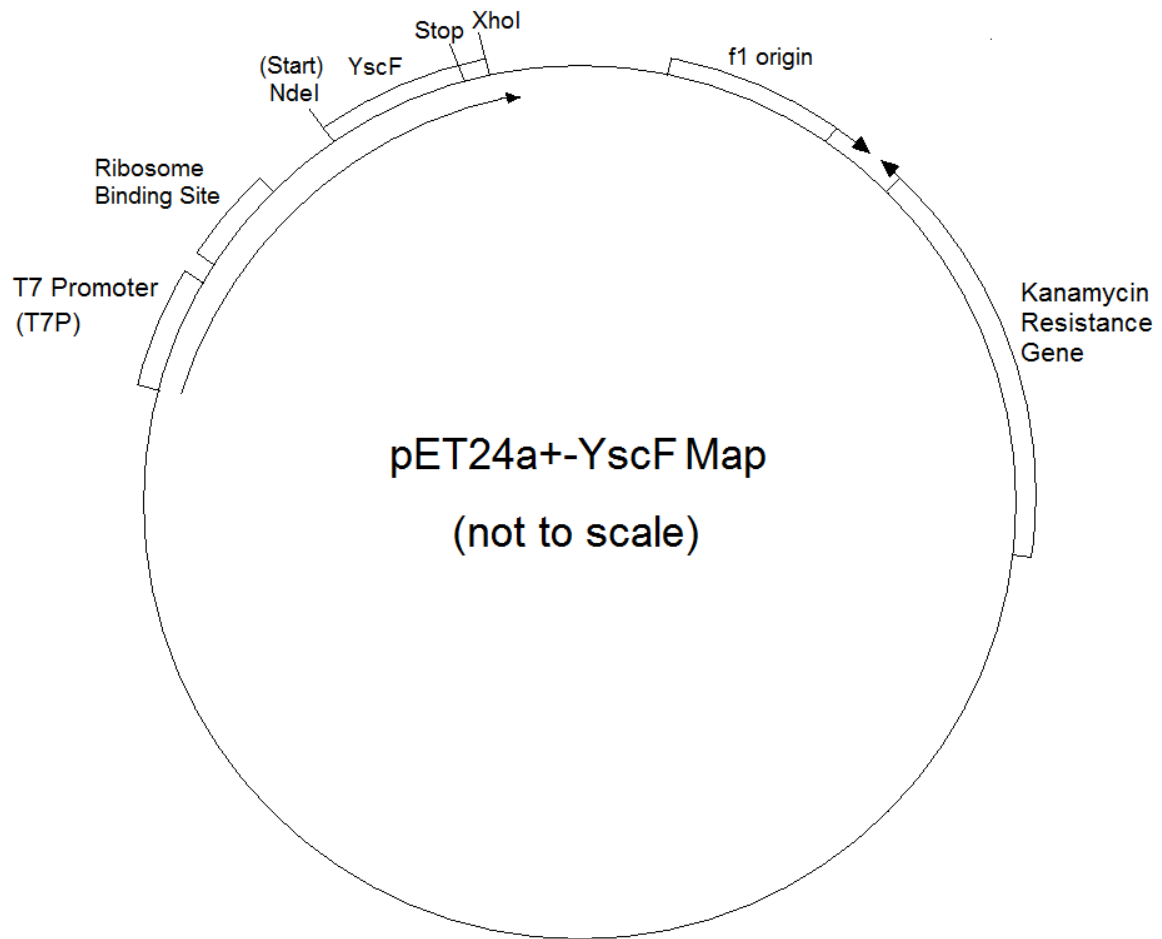 Stop XhoI
(Start) YscF
NdeI
f1 origin
Ribosome
Binding Site
T7 Promoter
(T7P)
Kanamycin
Resistance
Gene
pET24a+-YscF Map
(not to scale)